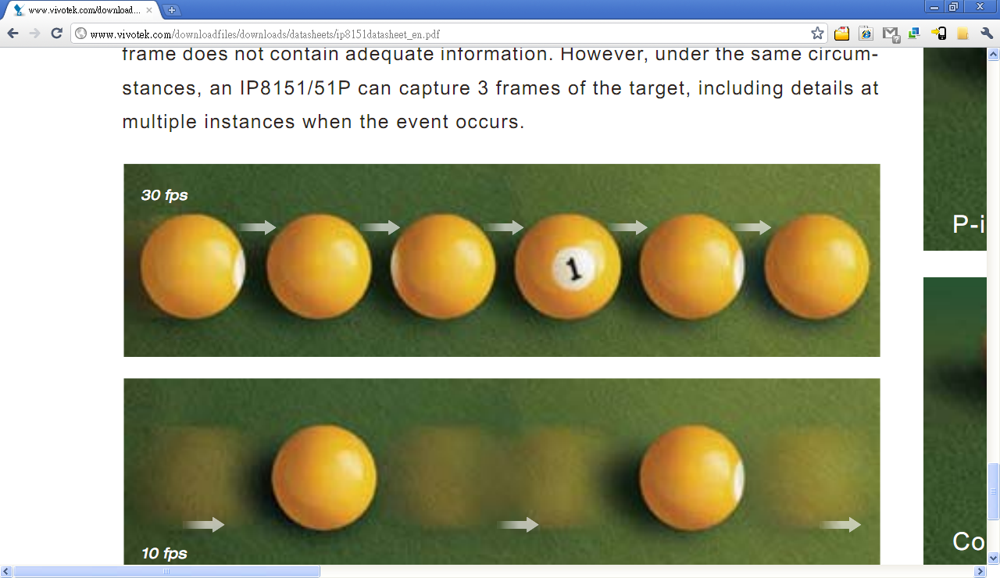 www.vivotek.com/download...
www.vivotek.com/downloadfiles/downloads/datasheets/ip8151datasheet_en.pdf
frame does not contain adequate information. However, under the same circum-
stances, an IP8151/51P can capture 3 frames of the target, including details at
multiple instances when the event occurs.
30 fps
1
10 fps
P-i
Co